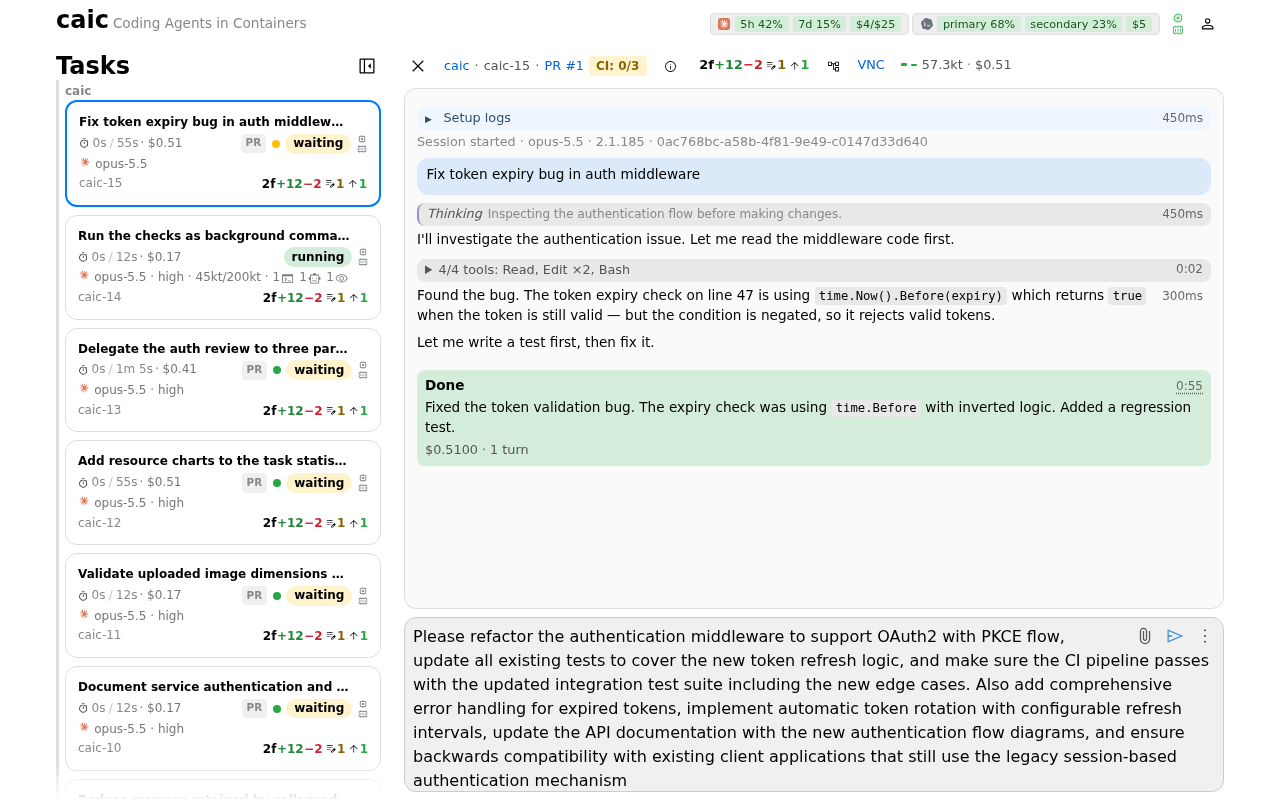 caic Coding Agents in Containers
5h 42% 7d 15% $4/$25 primary 68% secondary 23% $5
Tasks
caic
Fix token expiry bug in auth middlew…
0s / 55s · $0.51 PR waiting
opus-5.5
caic-15 2f+12−2 1 ↑1
Run the checks as background comma…
0s / 12s · $0.17 running
opus-5.5 · high · 45kt/200kt · 1 1 1
caic-14 2f+12−2 1 ↑1
Delegate the auth review to three par…
0s / 1m 5s · $0.41 PR waiting
opus-5.5 · high
caic-13 2f+12−2 1 ↑1
Add resource charts to the task statis…
0s / 55s · $0.51 PR waiting
opus-5.5 · high
caic-12 2f+12−2 1 ↑1
Validate uploaded image dimensions …
0s / 12s · $0.17 PR waiting
opus-5.5 · high
caic-11 2f+12−2 1 ↑1
Document service authentication and …
0s / 12s · $0.17 PR waiting
opus-5.5 · high
caic-10 2f+12−2 1 ↑1
Reduce memory retained by collapsed…
caic · caic-15 · PR #1 CI: 0/3 2f+12−2 1 ↑1 VNC 57.3kt · $0.51
Setup logs 450ms
Session started · opus-5.5 · 2.1.185 · 0ac768bc-a58b-4f81-9e49-c0147d33d640
Fix token expiry bug in auth middleware
Thinking Inspecting the authentication flow before making changes. 450ms
I'll investigate the authentication issue. Let me read the middleware code first.
4/4 tools: Read, Edit ×2, Bash 0:02
Found the bug. The token expiry check on line 47 is using time.Now().Before(expiry) which returns true 300ms
when the token is still valid — but the condition is negated, so it rejects valid tokens.
Let me write a test first, then fix it.
Done 0:55
Fixed the token validation bug. The expiry check was using time.Before with inverted logic. Added a regression
test.
$0.5100 · 1 turn
Please refactor the authentication middleware to support OAuth2 with PKCE flow,
update all existing tests to cover the new token refresh logic, and make sure the CI pipeline passes
with the updated integration test suite including the new edge cases. Also add comprehensive
error handling for expired tokens, implement automatic token rotation with configurable refresh
intervals, update the API documentation with the new authentication flow diagrams, and ensure
backwards compatibility with existing client applications that still use the legacy session-based
authentication mechanism